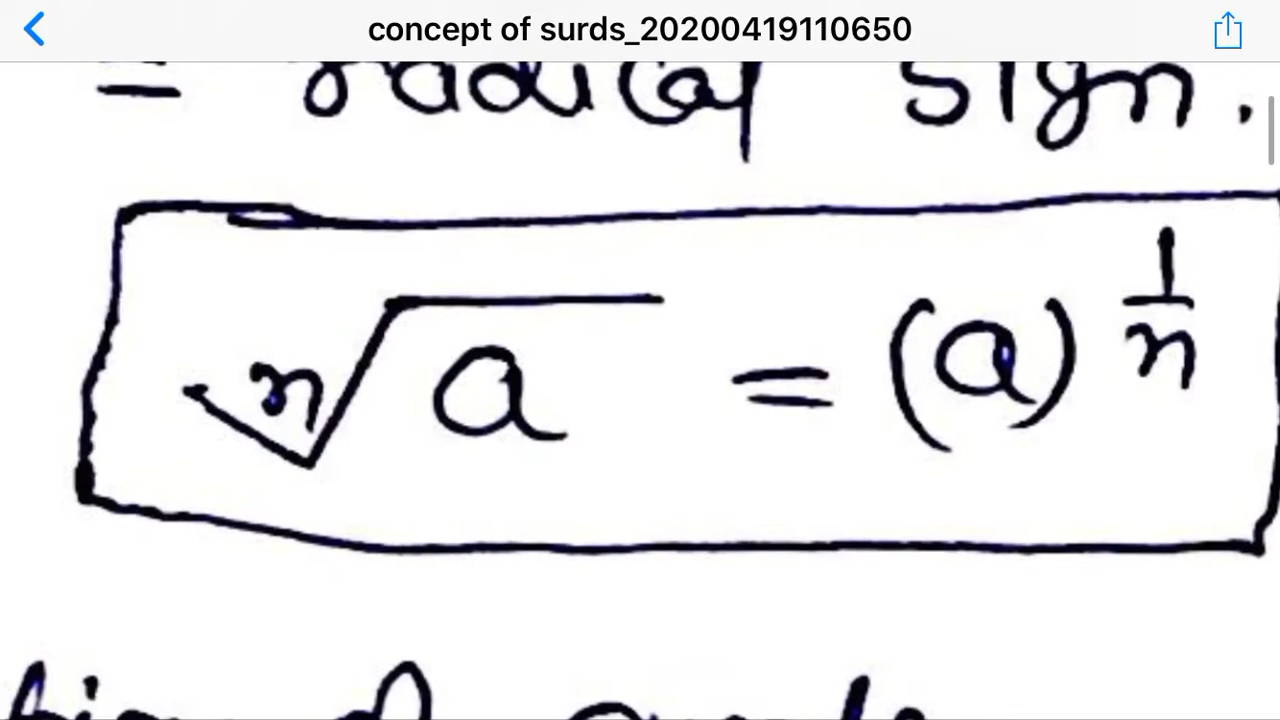 concept of surds_20200419110650
= radical sign.
ⁿ√a = (a)^(1/n)